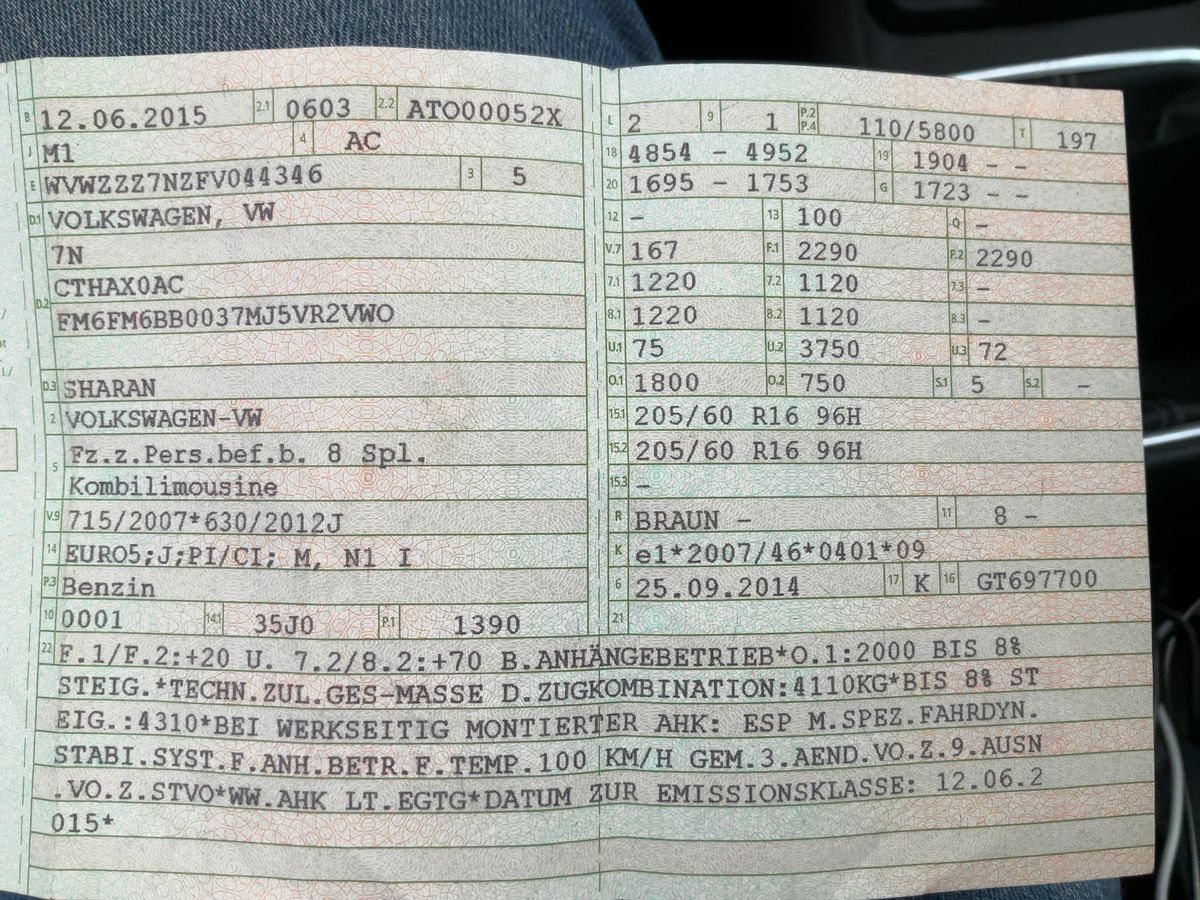 B 12.06.2015 2.1 0603 2.2 ATO00052X
J M1 4 AC
E WVWZZZ7NZFV044346 3 5
D.1 VOLKSWAGEN, VW
7N
D.2 CTHAX0AC
FM6FM6BB0037MJ5VR2VWO
D.3 SHARAN
2 VOLKSWAGEN-VW
5 Fz.z.Pers.bef.b. 8 Spl.
Kombilimousine
V.9 715/2007*630/2012J
14 EURO5;J;PI/CI; M, N1 I
P.3 Benzin
10 0001 14.1 35J0 P.1 1390
L 2 9 1 P.2 P.4 110/5800 T 197
18 4854 - 4952 19 1904 - -
20 1695 - 1753 G 1723 - -
12 - 13 100 Q -
V.7 167 F.1 2290 F.2 2290
7.1 1220 7.2 1120 7.3 -
8.1 1220 8.2 1120 8.3 -
U.1 75 U.2 3750 U.3 72
O.1 1800 O.2 750 S.1 5 S.2 -
15.1 205/60 R16 96H
15.2 205/60 R16 96H
15.3 -
R BRAUN - 11 8 -
K e1*2007/46*0401*09
6 25.09.2014 17 K 16 GT697700
21
22 F.1/F.2:+20 U. 7.2/8.2:+70 B.ANHÄNGEBETRIEB*O.1:2000 BIS 8%
STEIG.*TECHN.ZUL.GES-MASSE D.ZUGKOMBINATION:4110KG*BIS 8% ST
EIG.:4310*BEI WERKSEITIG MONTIERTER AHK: ESP M.SPEZ.FAHRDYN.
STABI.SYST.F.ANH.BETR.F.TEMP.100 KM/H GEM.3.AEND.VO.Z.9.AUSN
.VO.Z.STVO*WW.AHK LT.EGTG*DATUM ZUR EMISSIONSKLASSE: 12.06.2
015*